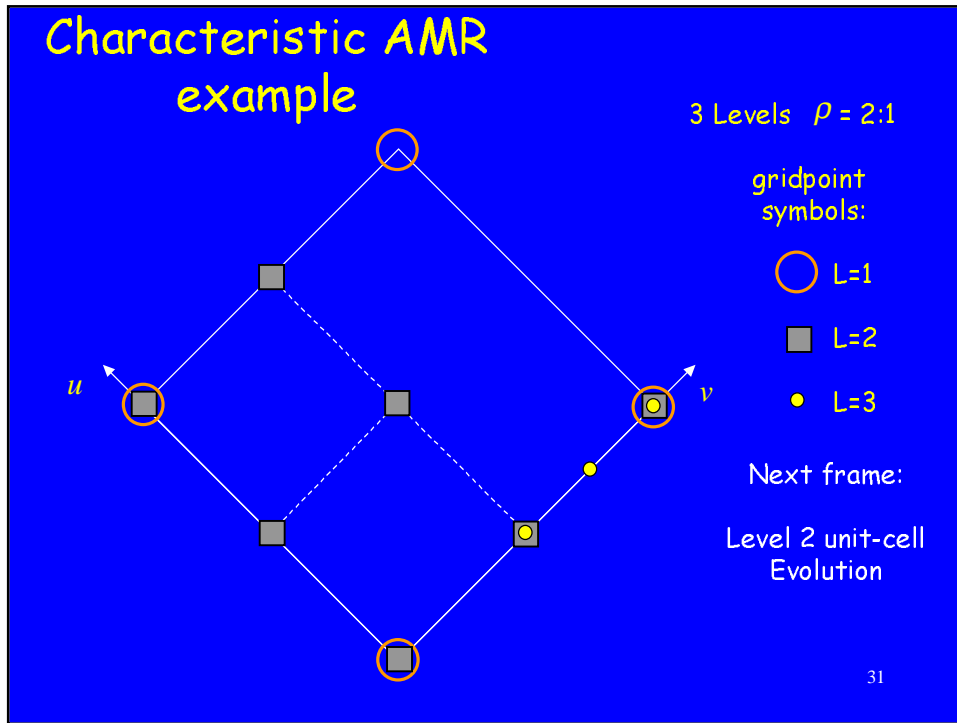 Characteristic AMR
example
3 Levels ρ = 2:1
gridpoint
symbols:
L=1
L=2
L=3
u
v
Next frame:
Level 2 unit-cell
Evolution
31